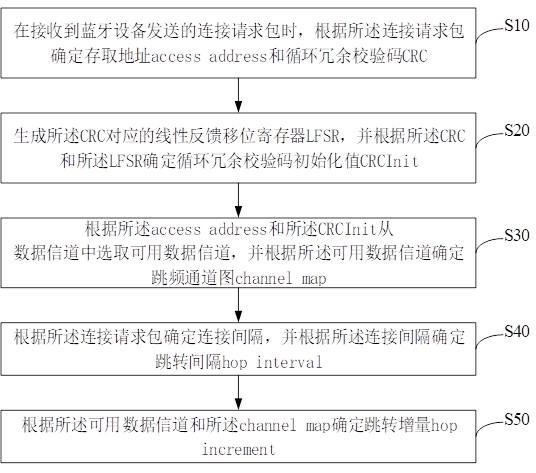 在接收到蓝牙设备发送的连接请求包时，根据所述连接请求包
确定存取地址access address和循环冗余校验码CRC
S10
生成所述CRC对应的线性反馈移位寄存器LFSR，并根据所述CRC
和所述LFSR确定循环冗余校验码初始化值CRCInit
S20
根据所述access address和所述CRCInit从
数据信道中选取可用数据信道，并根据所述可用数据信道确定
跳频通道图channel map
S30
根据所述连接请求包确定连接间隔，并根据所述连接间隔确定
跳转间隔hop interval
S40
根据所述可用数据信道和所述channel map确定跳转增量hop
increment
S50